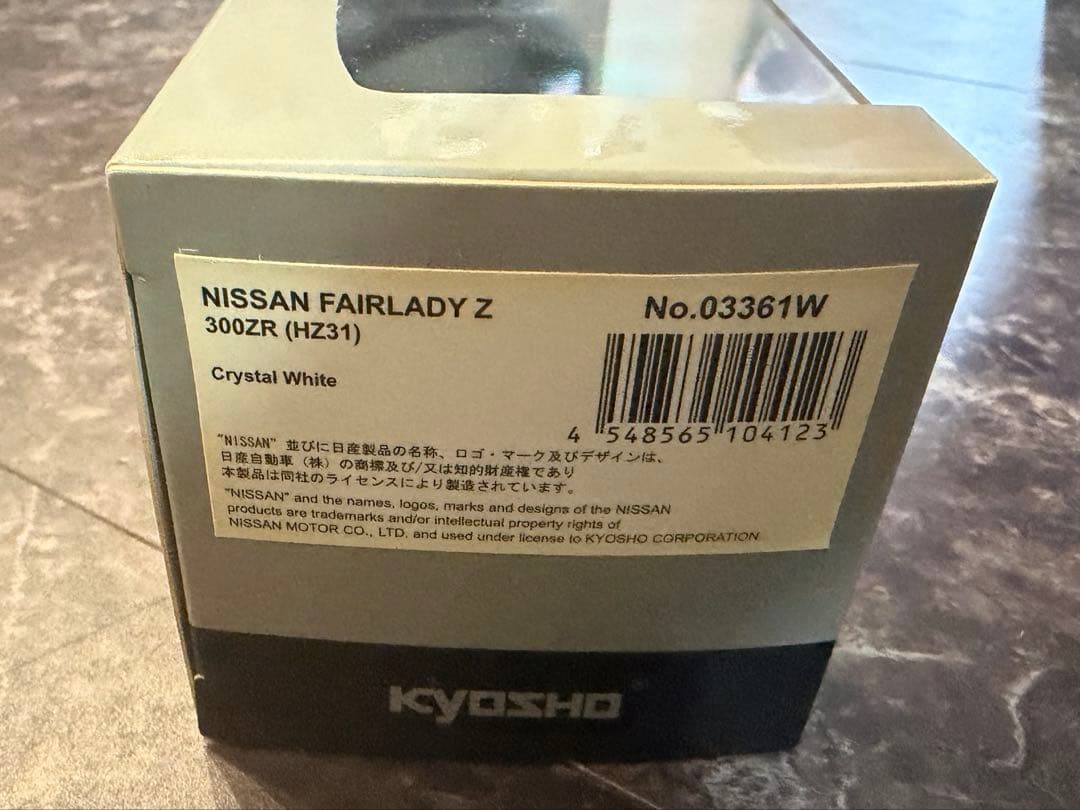 NISSAN FAIRLADY Z
300ZR (HZ31)
Crystal White
No.03361W
4 548565 104123
"NISSAN" 並びに日産製品の名称、ロゴ・マーク及びデザインは、
日産自動車（株）の商標及び/又は知的財産権であり
本製品は同社のライセンスにより製造されています。
"NISSAN" and the names, logos, marks and designs of the NISSAN
products are trademarks and/or intellectual property rights of
NISSAN MOTOR CO., LTD. and used under license to KYOSHO CORPORATION
KYOSHO